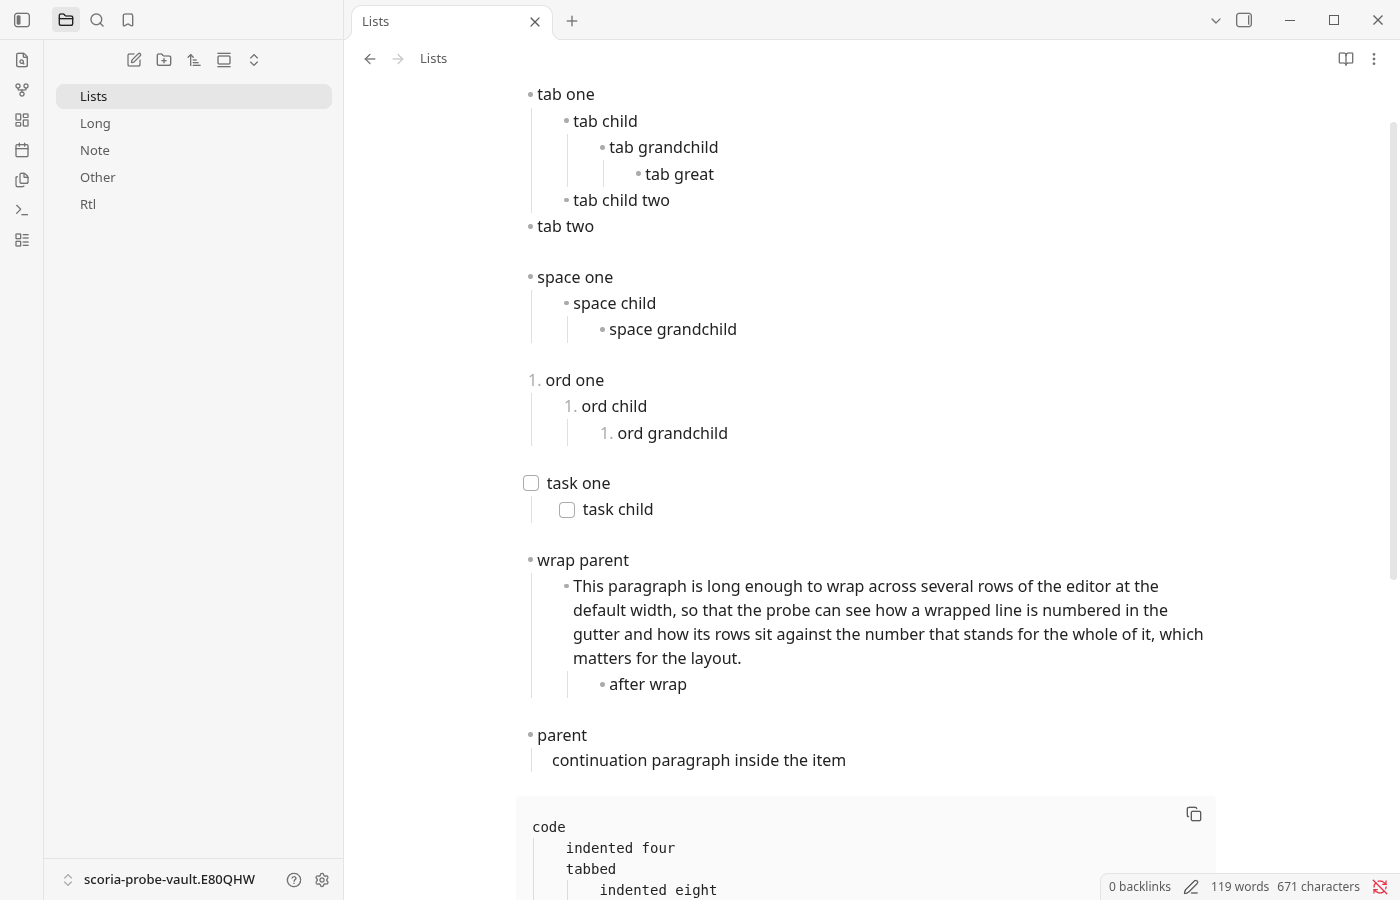 Lists
Lists
Lists
Long
Note
Other
Rtl
tab one
tab child
tab grandchild
tab great
tab child two
tab two
space one
space child
space grandchild
1. ord one
1. ord child
1. ord grandchild
task one
task child
wrap parent
This paragraph is long enough to wrap across several rows of the editor at the
default width, so that the probe can see how a wrapped line is numbered in the
gutter and how its rows sit against the number that stands for the whole of it, which
matters for the layout.
after wrap
parent
continuation paragraph inside the item
code
indented four
tabbed
indented eight
scoria-probe-vault.E80QHW
0 backlinks 119 words 671 characters